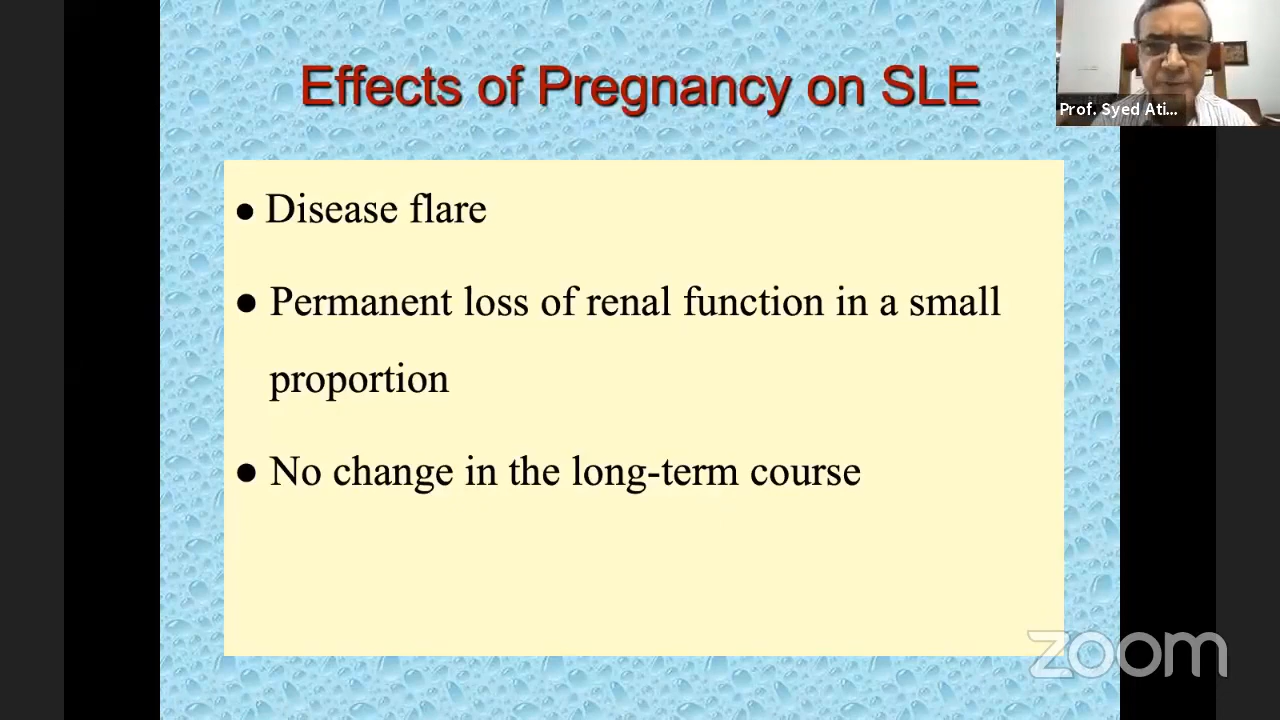 Effects of Pregnancy on SLE
Prof. Syed Ati...
● Disease flare
● Permanent loss of renal function in a small
proportion
● No change in the long-term course
zoom